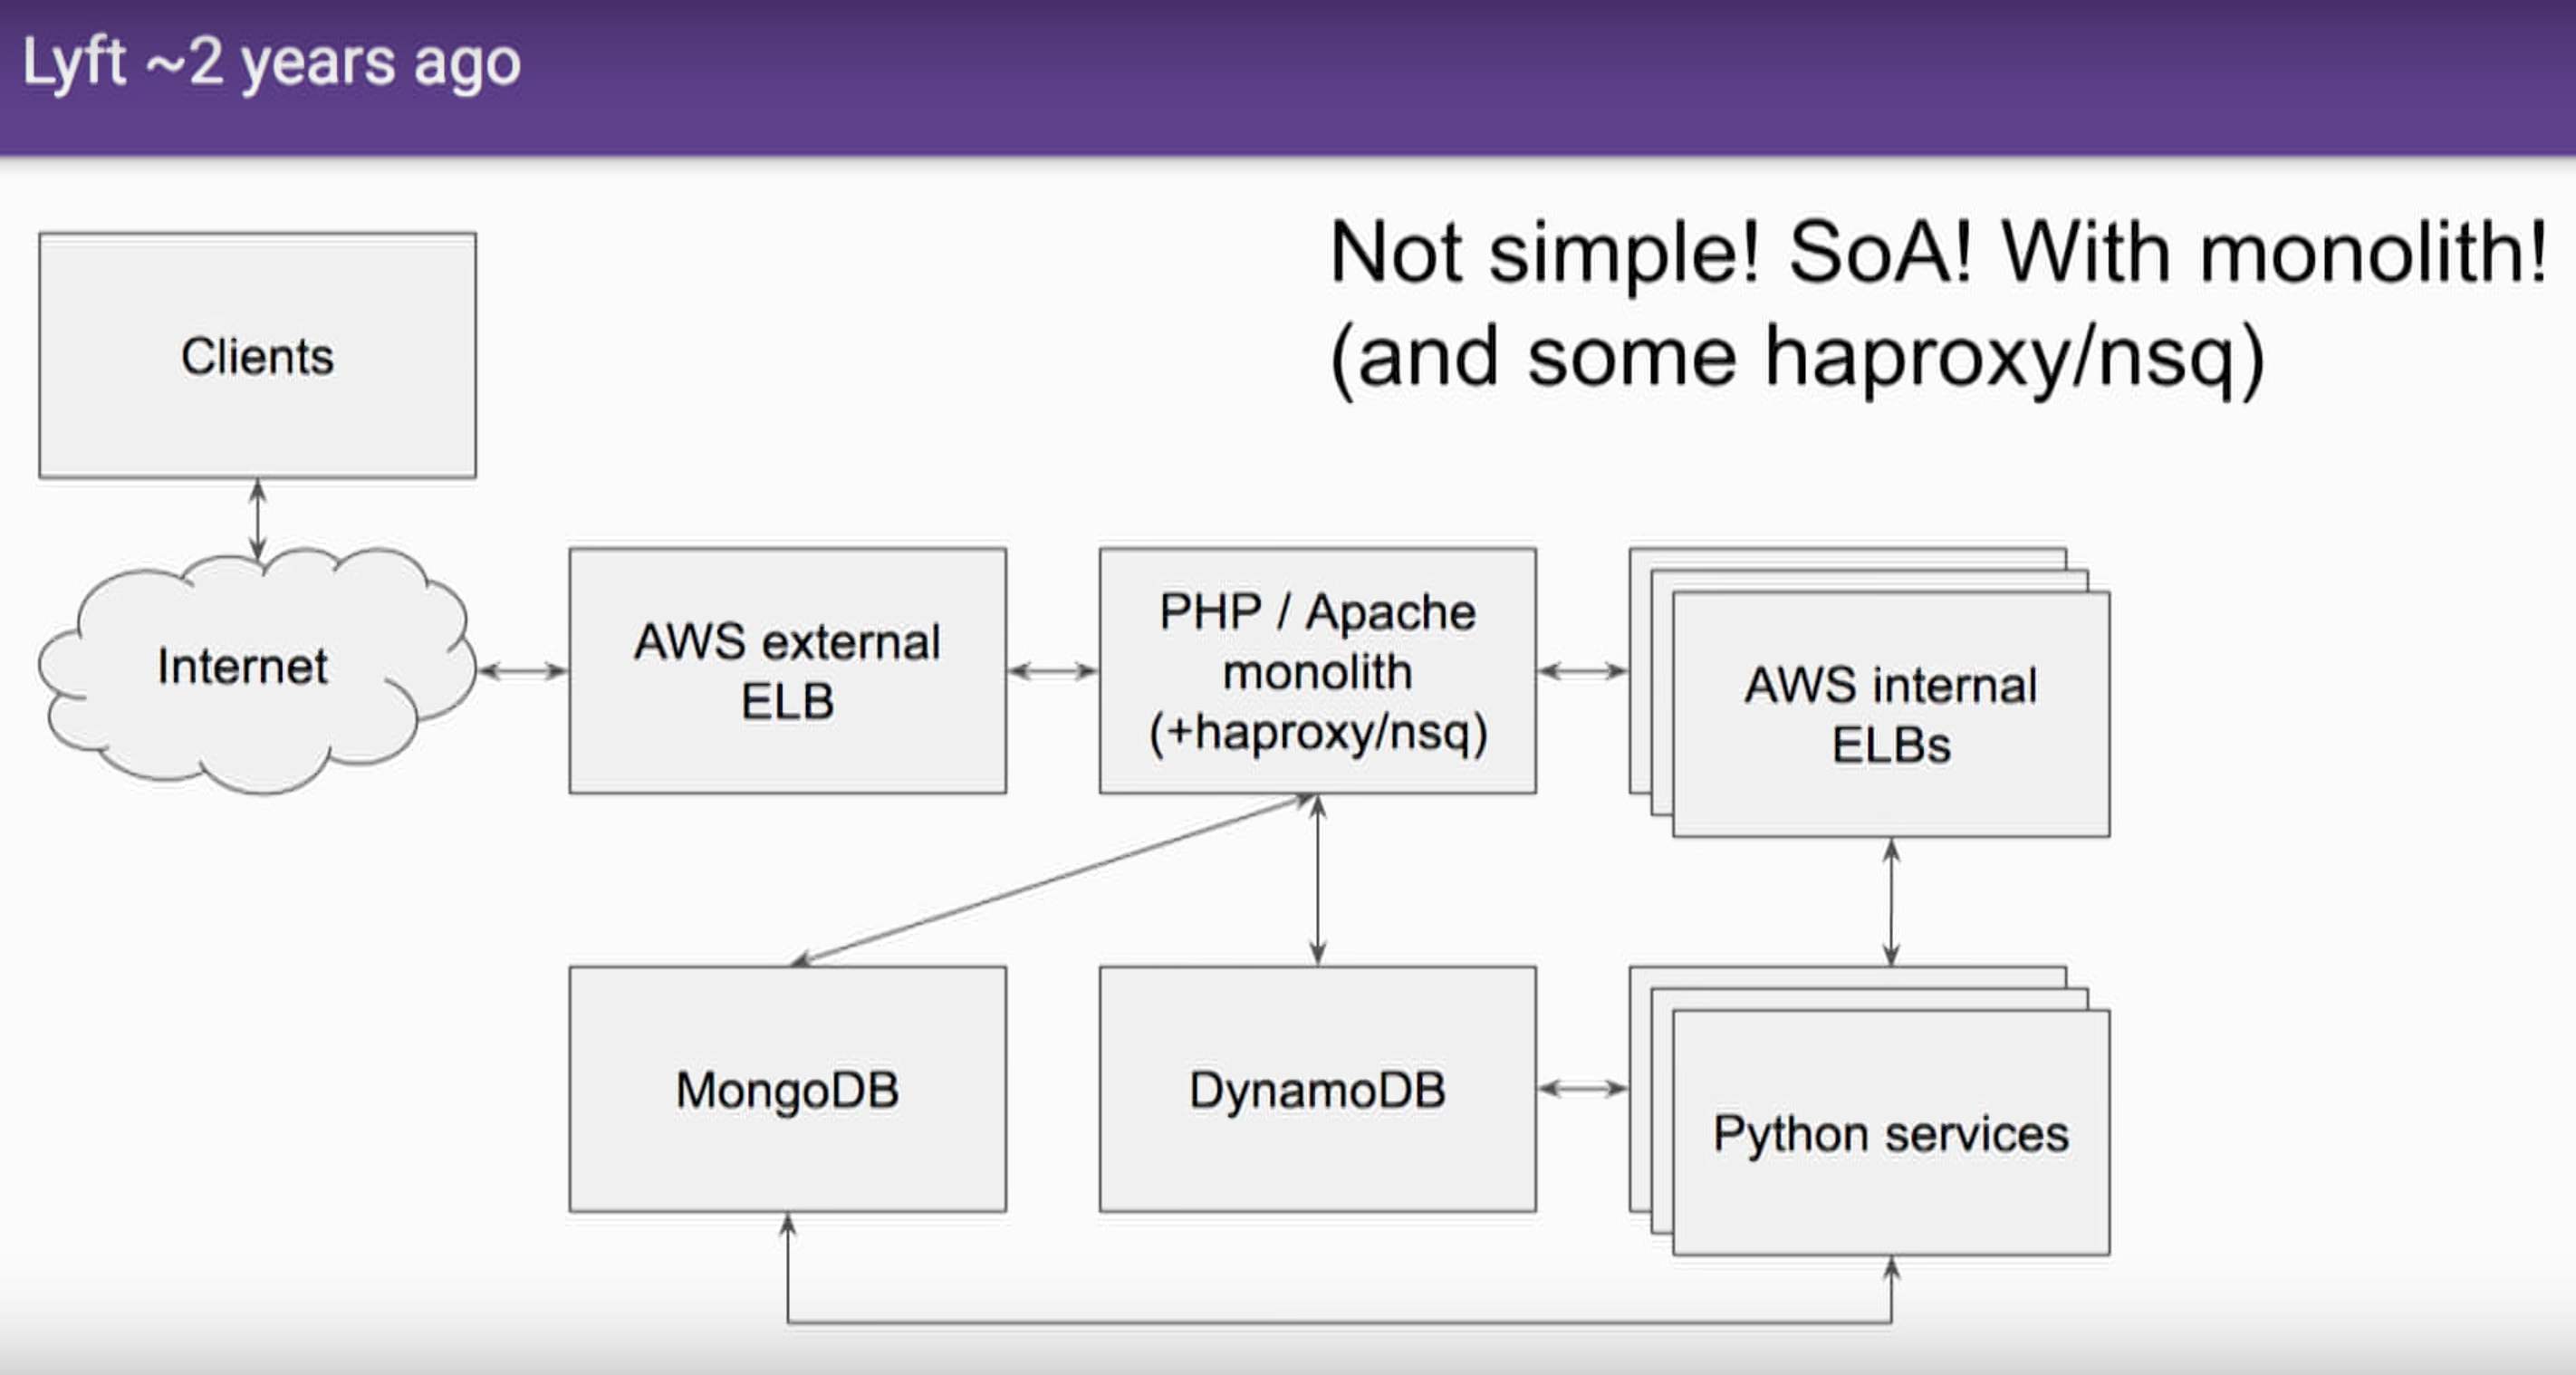 Lyft ~2 years ago
Not simple! SoA! With monolith!
(and some haproxy/nsq)
Clients
Internet
AWS external
ELB
PHP / Apache
monolith
(+haproxy/nsq)
AWS internal
ELBs
MongoDB
DynamoDB
Python services